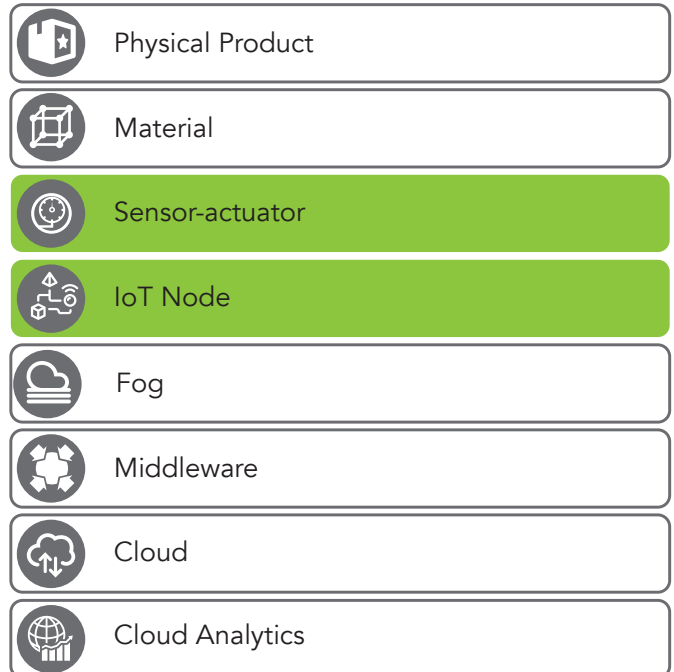 Physical Product
Material
Sensor-actuator
IoT Node
Fog
Middleware
Cloud
Cloud Analytics